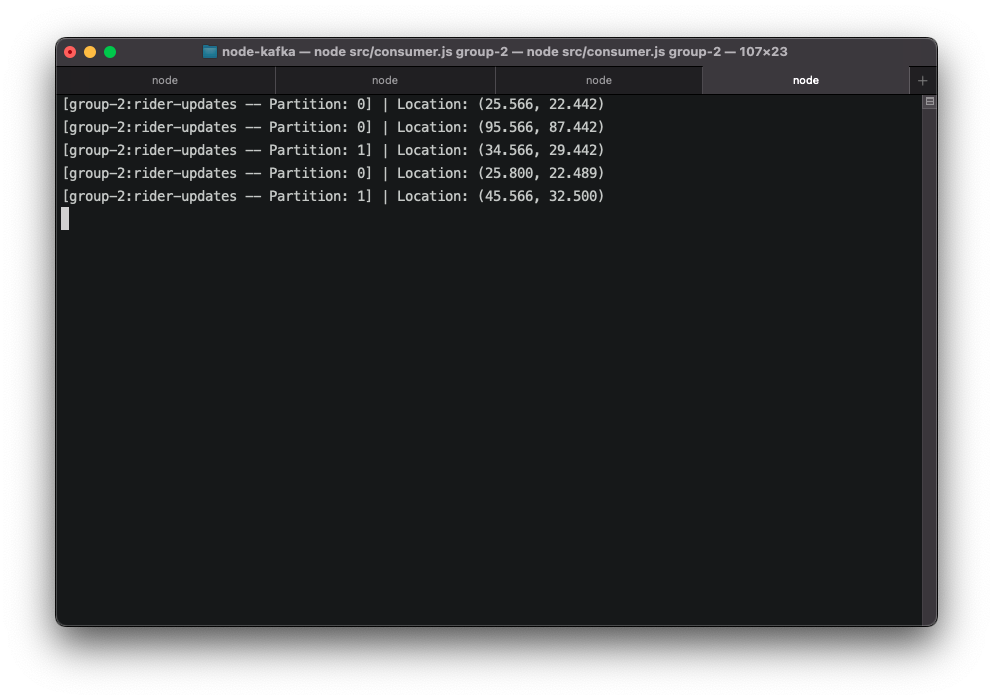 node-kafka — node src/consumer.js group-2 — node src/consumer.js group-2 — 107×23
node node node node +
[group-2:rider-updates -- Partition: 0] | Location: (25.566, 22.442)
[group-2:rider-updates -- Partition: 0] | Location: (95.566, 87.442)
[group-2:rider-updates -- Partition: 1] | Location: (34.566, 29.442)
[group-2:rider-updates -- Partition: 0] | Location: (25.800, 22.489)
[group-2:rider-updates -- Partition: 1] | Location: (45.566, 32.500)